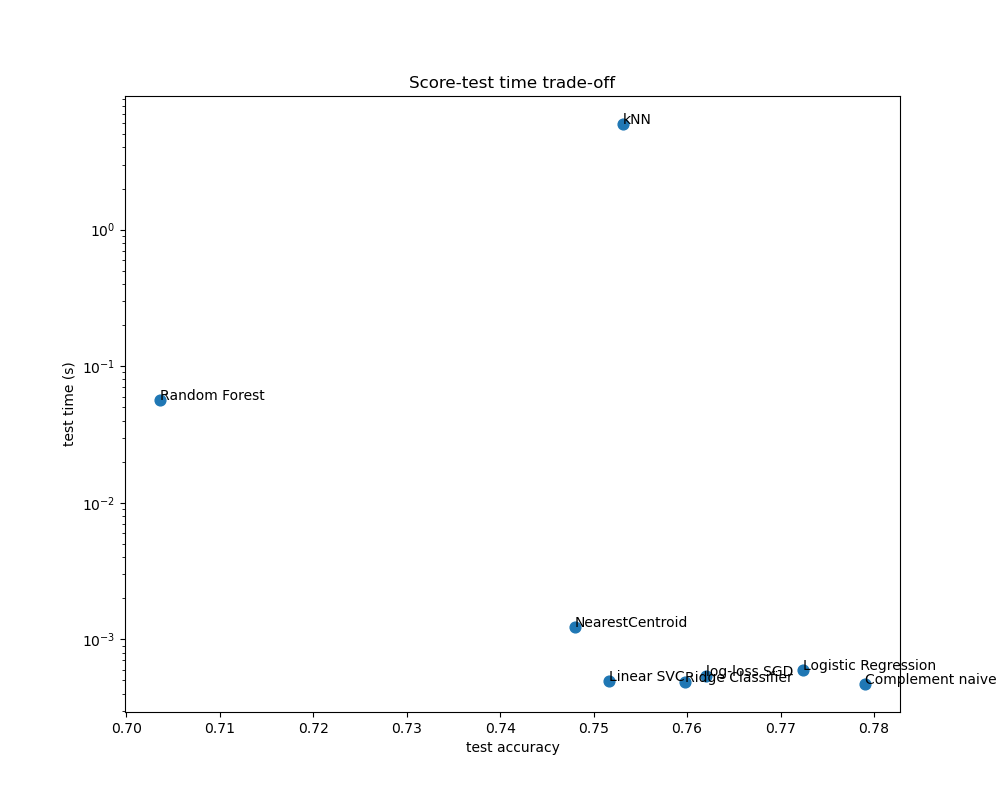 Score-test time trade-off
kNN
10⁰
10⁻¹
Random Forest
test time (s)
10⁻²
NearestCentroid
10⁻³
Logistic Regression
log-loss SGD
Linear SVC
Ridge Classifier
Complement naive
0.70 0.71 0.72 0.73 0.74 0.75 0.76 0.77 0.78
test accuracy